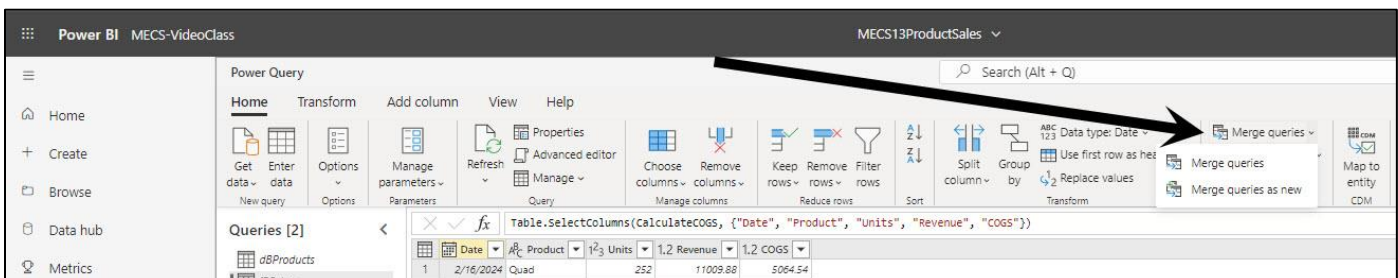 Power BI MECS-VideoClass MECS13ProductSales
Power Query Search (Alt + Q)
Home Transform Add column View Help
Home
Create
Browse
Data hub
Metrics
Get data Enter data
New query
Options
Options
Manage parameters
Parameters
Refresh
Properties
Advanced editor
Manage
Query
Choose columns Remove columns
Manage columns
Keep rows Remove rows Filter rows
Reduce rows
Sort
Split column Group by
Data type: Date
Use first row as hea
Replace values
Transform
Merge queries
Merge queries
Merge queries as new
Map to entity
CDM
Queries [2]
dBProducts
fx Table.SelectColumns(CalculateCOGS, {"Date", "Product", "Units", "Revenue", "COGS"})
Date Product Units Revenue COGS
1 2/16/2024 Quad 252 11009.88 5064.54